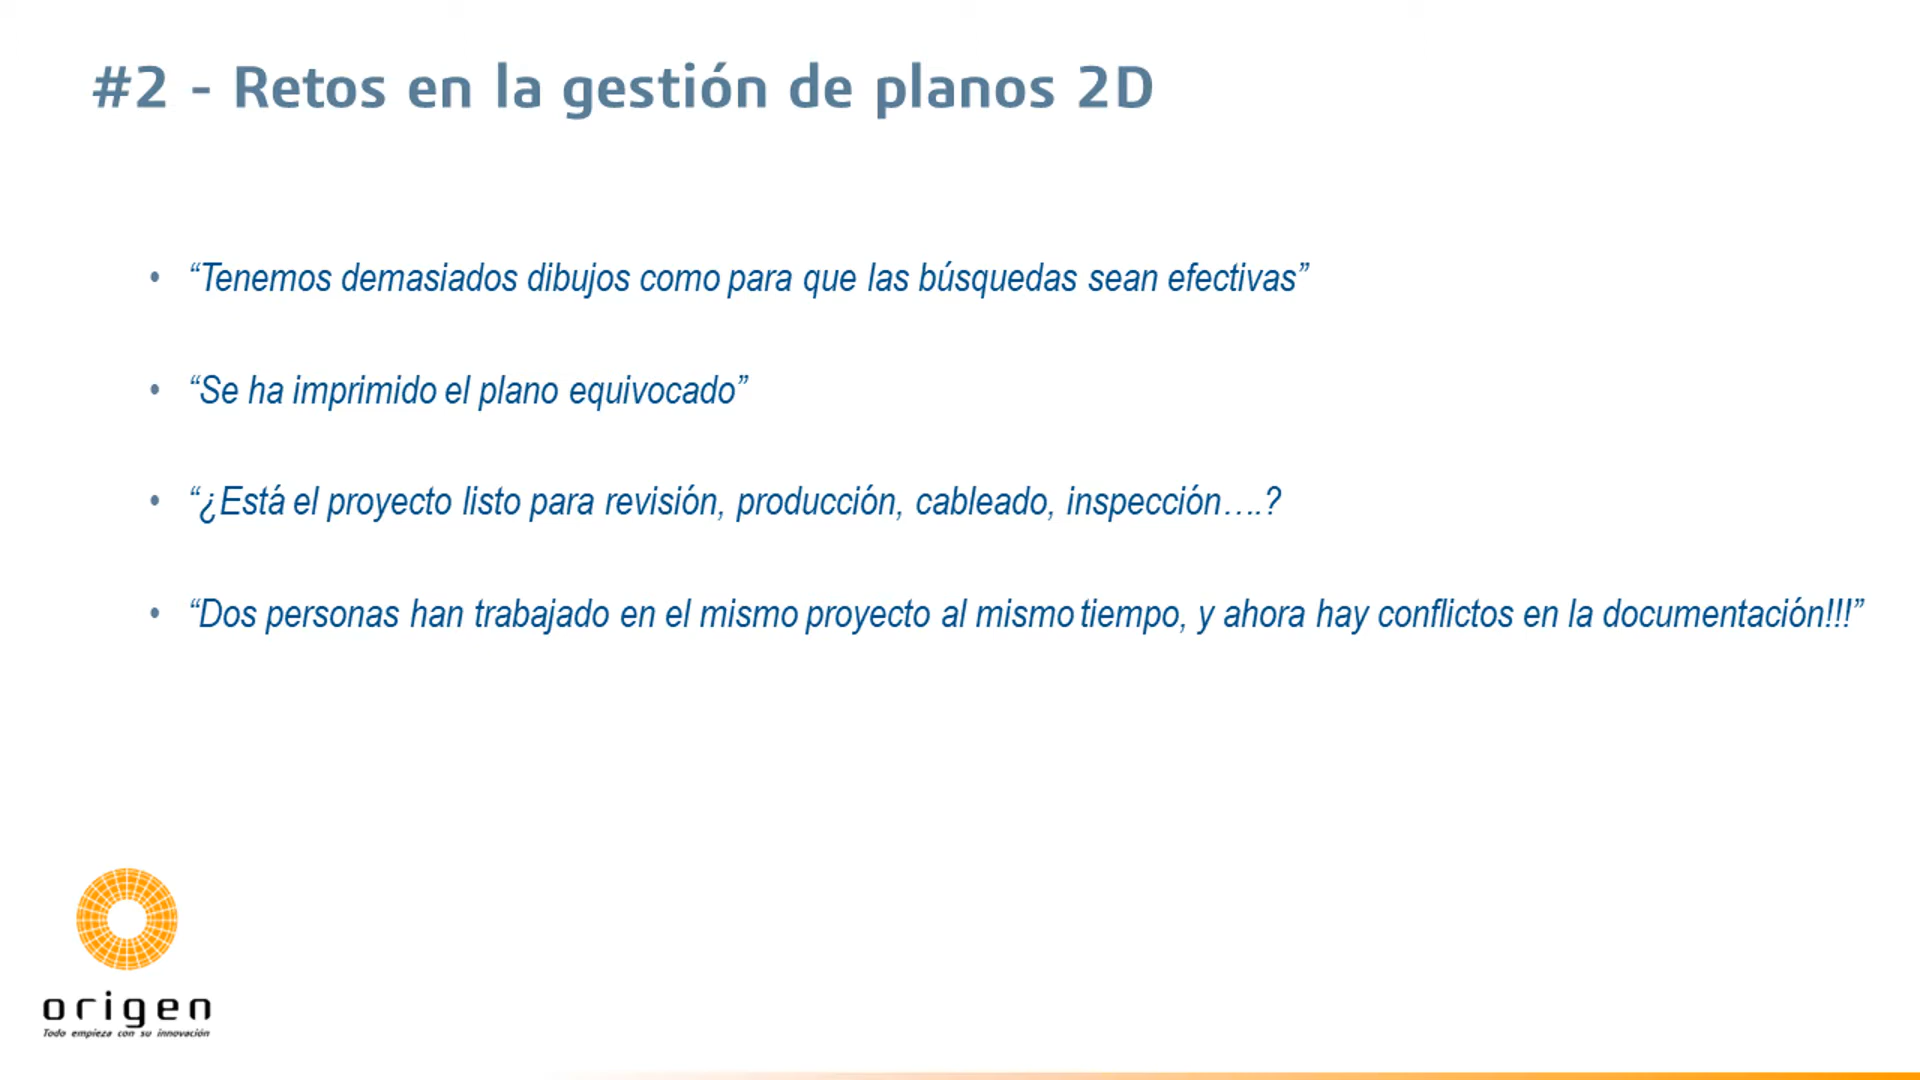 #2 - Retos en la gestión de planos 2D
• “Tenemos demasiados dibujos como para que las búsquedas sean efectivas”
• “Se ha imprimido el plano equivocado”
• “¿Está el proyecto listo para revisión, producción, cableado, inspección….?
• “Dos personas han trabajado en el mismo proyecto al mismo tiempo, y ahora hay conflictos en la documentación!!!”
origen
Todo empieza con su innovación